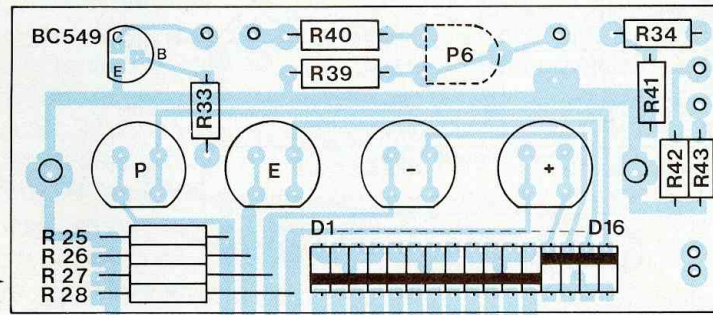 BC549 C B E R40 P6 R34
R39 R41
R33 R42 R43
P E - +
D1 D16
R 25
R 26
R 27
R 28